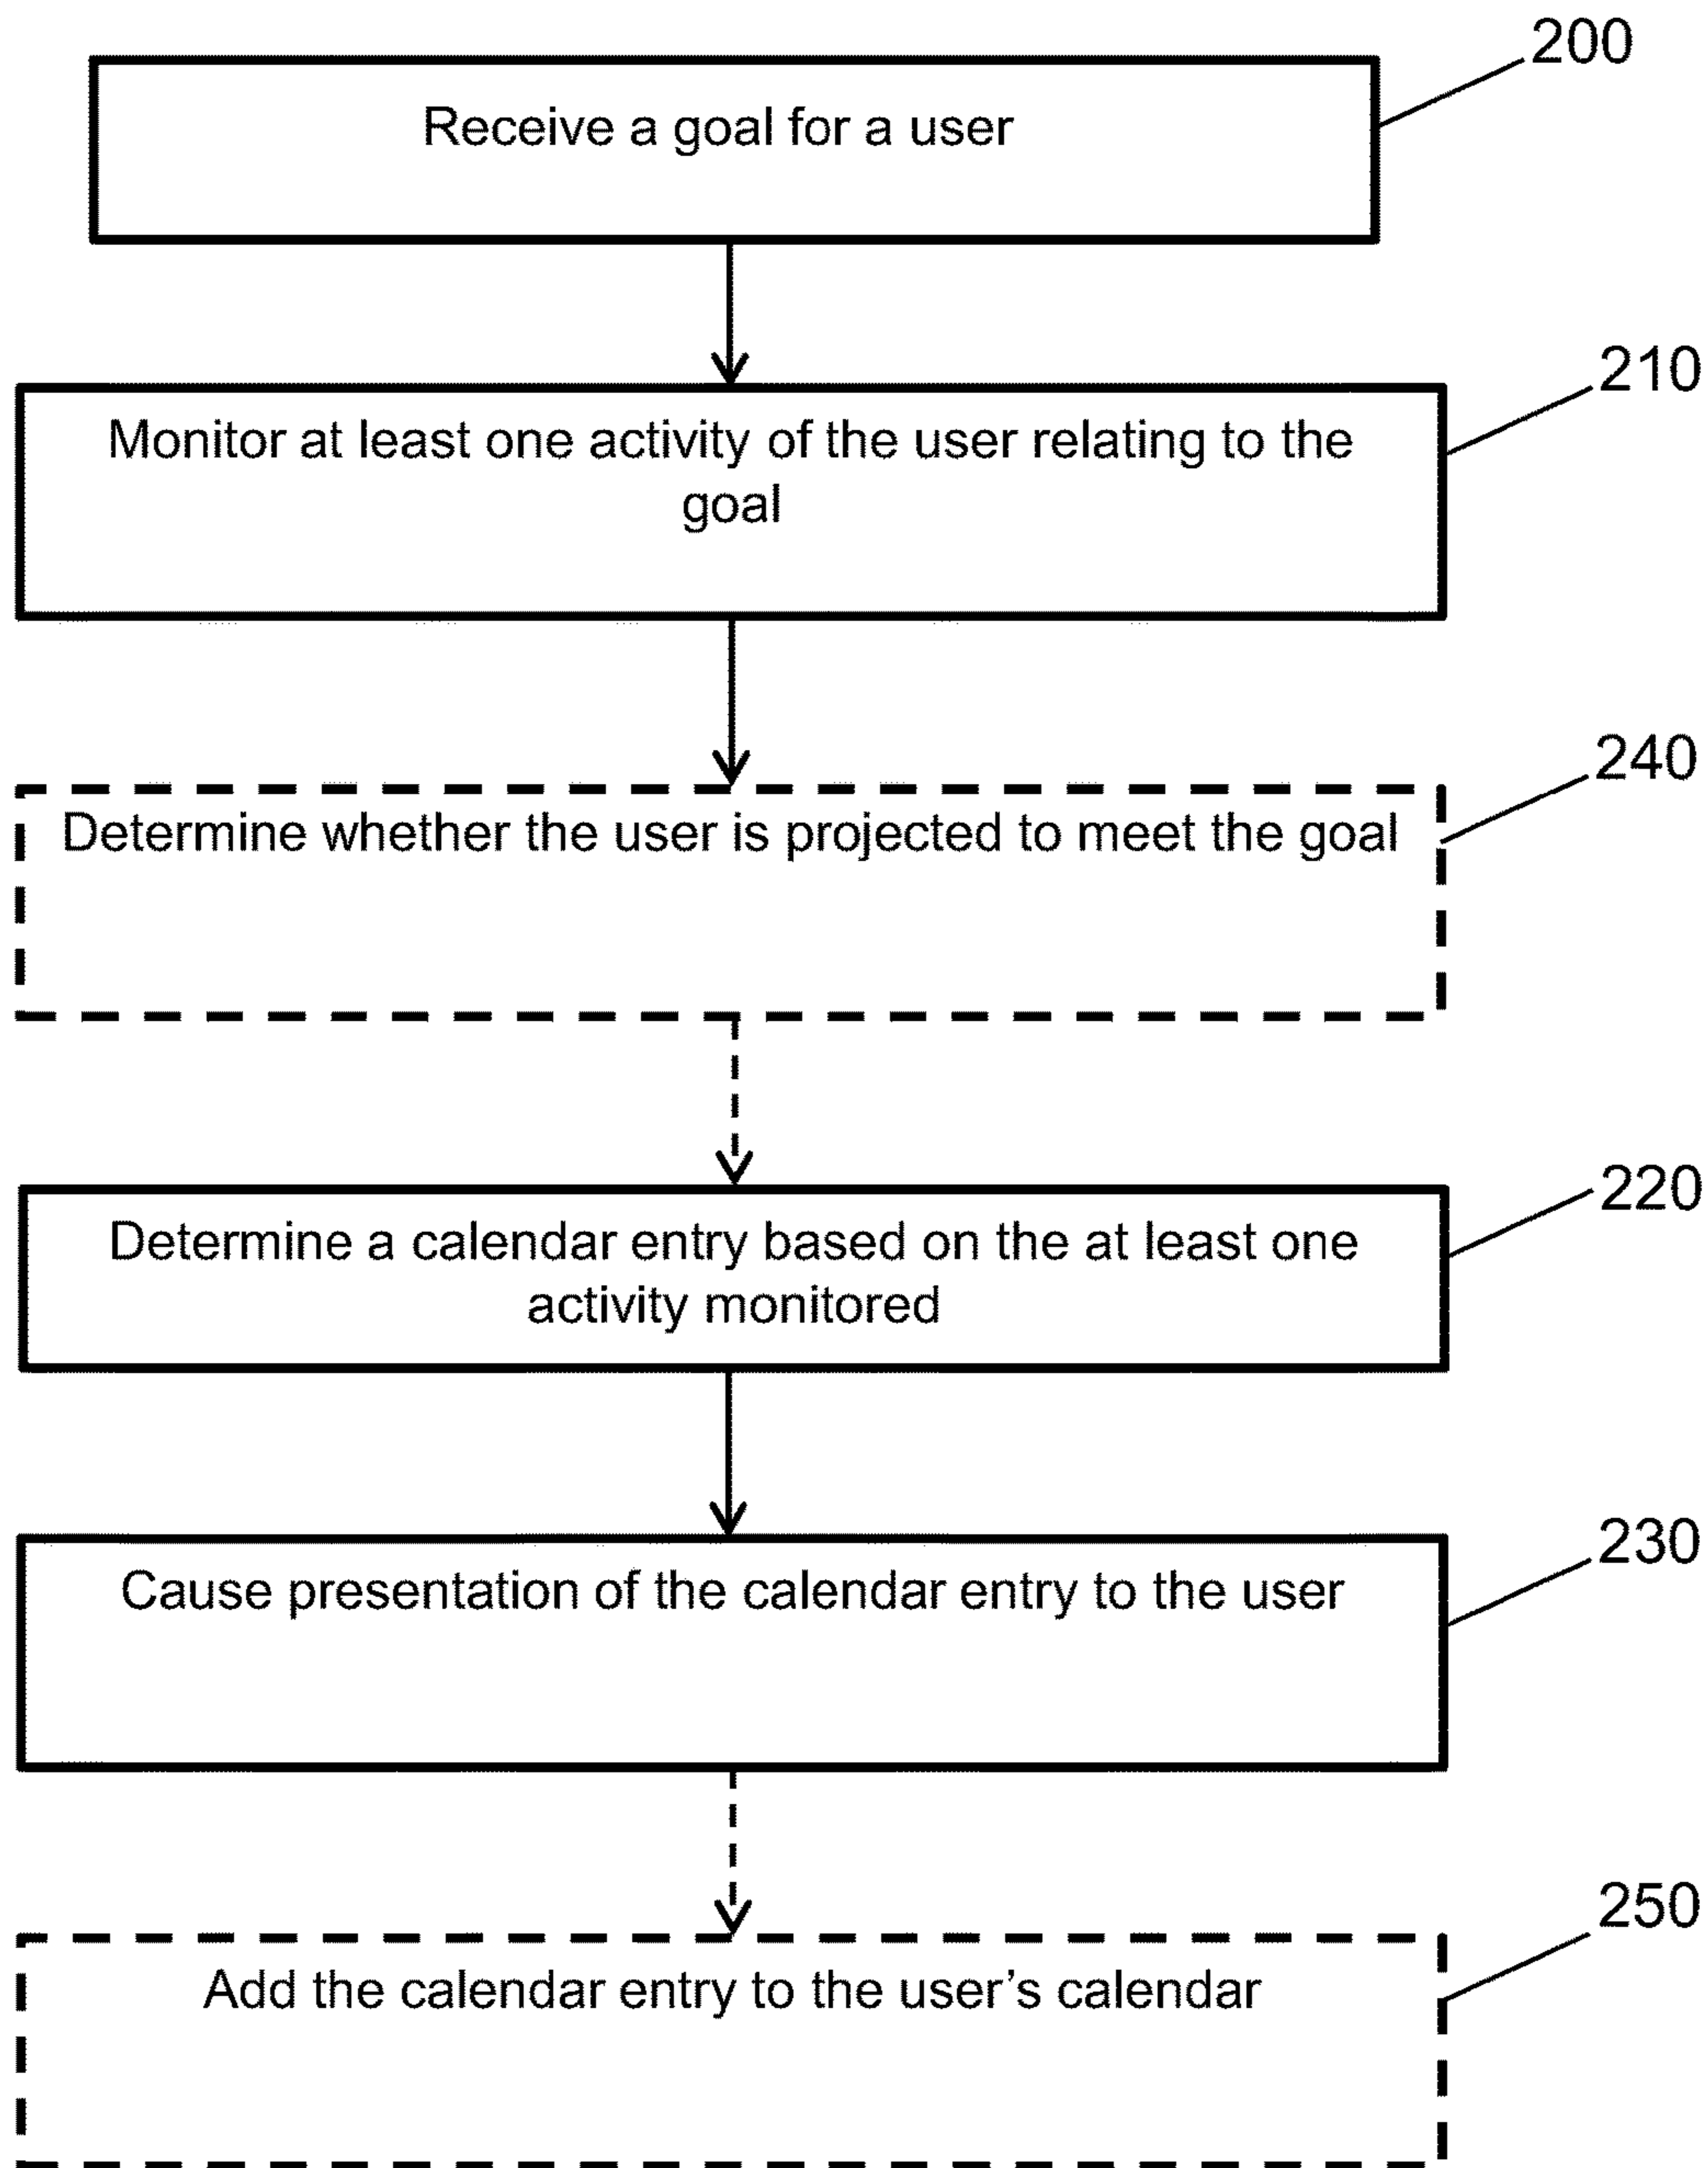 200
Receive a goal for a user
210
Monitor at least one activity of the user relating to the
goal
240
Determine whether the user is projected to meet the goal
220
Determine a calendar entry based on the at least one
activity monitored
230
Cause presentation of the calendar entry to the user
250
Add the calendar entry to the user’s calendar